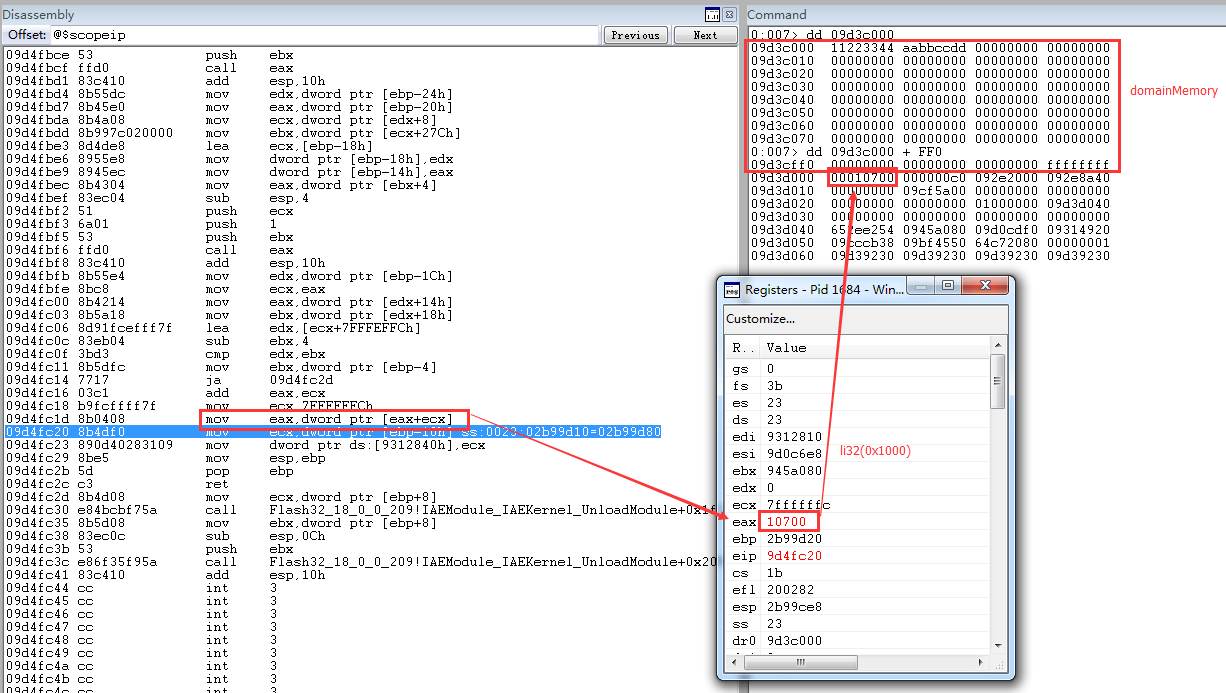 Disassembly
Offset: @$scopeip
Previous Next
09d4fbce 53 push ebx
09d4fbcf ffd0 call eax
09d4fbd1 83c410 add esp,10h
09d4fbd4 8b55dc mov edx,dword ptr [ebp-24h]
09d4fbd7 8b45e0 mov eax,dword ptr [ebp-20h]
09d4fbda 8b4a08 mov ecx,dword ptr [edx+8]
09d4fbdd 8b997c020000 mov ebx,dword ptr [ecx+27Ch]
09d4fbe3 8d4de8 lea ecx,[ebp-18h]
09d4fbe6 8955e8 mov dword ptr [ebp-18h],edx
09d4fbe9 8945ec mov dword ptr [ebp-14h],eax
09d4fbec 8b4304 mov eax,dword ptr [ebx+4]
09d4fbef 83ec04 sub esp,4
09d4fbf2 51 push ecx
09d4fbf3 6a01 push 1
09d4fbf5 53 push ebx
09d4fbf6 ffd0 call eax
09d4fbf8 83c410 add esp,10h
09d4fbfb 8b55e4 mov edx,dword ptr [ebp-1Ch]
09d4fbfe 8bc8 mov ecx,eax
09d4fc00 8b4214 mov eax,dword ptr [edx+14h]
09d4fc03 8b5a18 mov ebx,dword ptr [edx+18h]
09d4fc06 8d91fcefff7f lea edx,[ecx+7FFFEFFCh]
09d4fc0c 83eb04 sub ebx,4
09d4fc0f 3bd3 cmp edx,ebx
09d4fc11 8b5dfc mov ebx,dword ptr [ebp-4]
09d4fc14 7717 ja 09d4fc2d
09d4fc16 03c1 add eax,ecx
09d4fc18 b9fcffff7f mov ecx,7FFFFFFCh
09d4fc1d 8b0408 mov eax,dword ptr [eax+ecx]
09d4fc20 8b4df0 mov ecx,dword ptr [ebp-10h] ss:0023:02b99d10=02b99d80
09d4fc23 890d40283109 mov dword ptr ds:[9312840h],ecx
09d4fc29 8be5 mov esp,ebp
09d4fc2b 5d pop ebp
09d4fc2c c3 ret
09d4fc2d 8b4d08 mov ecx,dword ptr [ebp+8]
09d4fc30 e84bcbf75a call Flash32_18_0_0_209!IAEModule_IAEKernel_UnloadModule+0x1f
09d4fc35 8b5d08 mov ebx,dword ptr [ebp+8]
09d4fc38 83ec0c sub esp,0Ch
09d4fc3b 53 push ebx
09d4fc3c e86f35f95a call Flash32_18_0_0_209!IAEModule_IAEKernel_UnloadModule+0x20
09d4fc41 83c410 add esp,10h
09d4fc44 cc int 3
09d4fc45 cc int 3
09d4fc46 cc int 3
09d4fc47 cc int 3
09d4fc48 cc int 3
09d4fc49 cc int 3
09d4fc4a cc int 3
09d4fc4b cc int 3
09d4fc4c cc int 3
Command
0:007> dd 09d3c000
09d3c000 11223344 aabbccdd 00000000 00000000
09d3c010 00000000 00000000 00000000 00000000
09d3c020 00000000 00000000 00000000 00000000
09d3c030 00000000 00000000 00000000 00000000
09d3c040 00000000 00000000 00000000 00000000
09d3c050 00000000 00000000 00000000 00000000
09d3c060 00000000 00000000 00000000 00000000
09d3c070 00000000 00000000 00000000 00000000
0:007> dd 09d3c000 + FF0
09d3cff0 00000000 00000000 00000000 ffffffff
09d3d000 00010700 000000c0 092e2000 092e8a40
09d3d010 00000000 09cf5a00 00000000 00000000
09d3d020 00000000 00000000 01000000 09d3d040
09d3d030 00000000 00000000 00000000 00000000
09d3d040 652ee254 0945a080 09d0cdf0 09314920
09d3d050 09cccb38 09bf4550 64c72080 00000001
09d3d060 09d39230 09d39230 09d39230 09d39230
domainMemory
Registers - Pid 1684 - Win...
Customize...
R.. Value
gs 0
fs 3b
es 23
ds 23
edi 9312810
esi 9d0c6e8
ebx 945a080
edx 0
ecx 7ffffffc
eax 10700
ebp 2b99d20
eip 9d4fc20
cs 1b
efl 200282
esp 2b99ce8
ss 23
dr0 9d3c000
li32(0x1000)